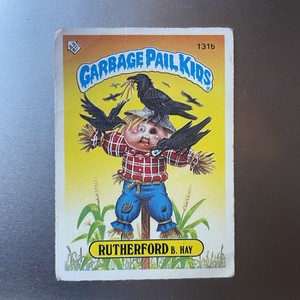 131b
GARBAGE PAIL KIDS
RUTHERFORD B. HAY